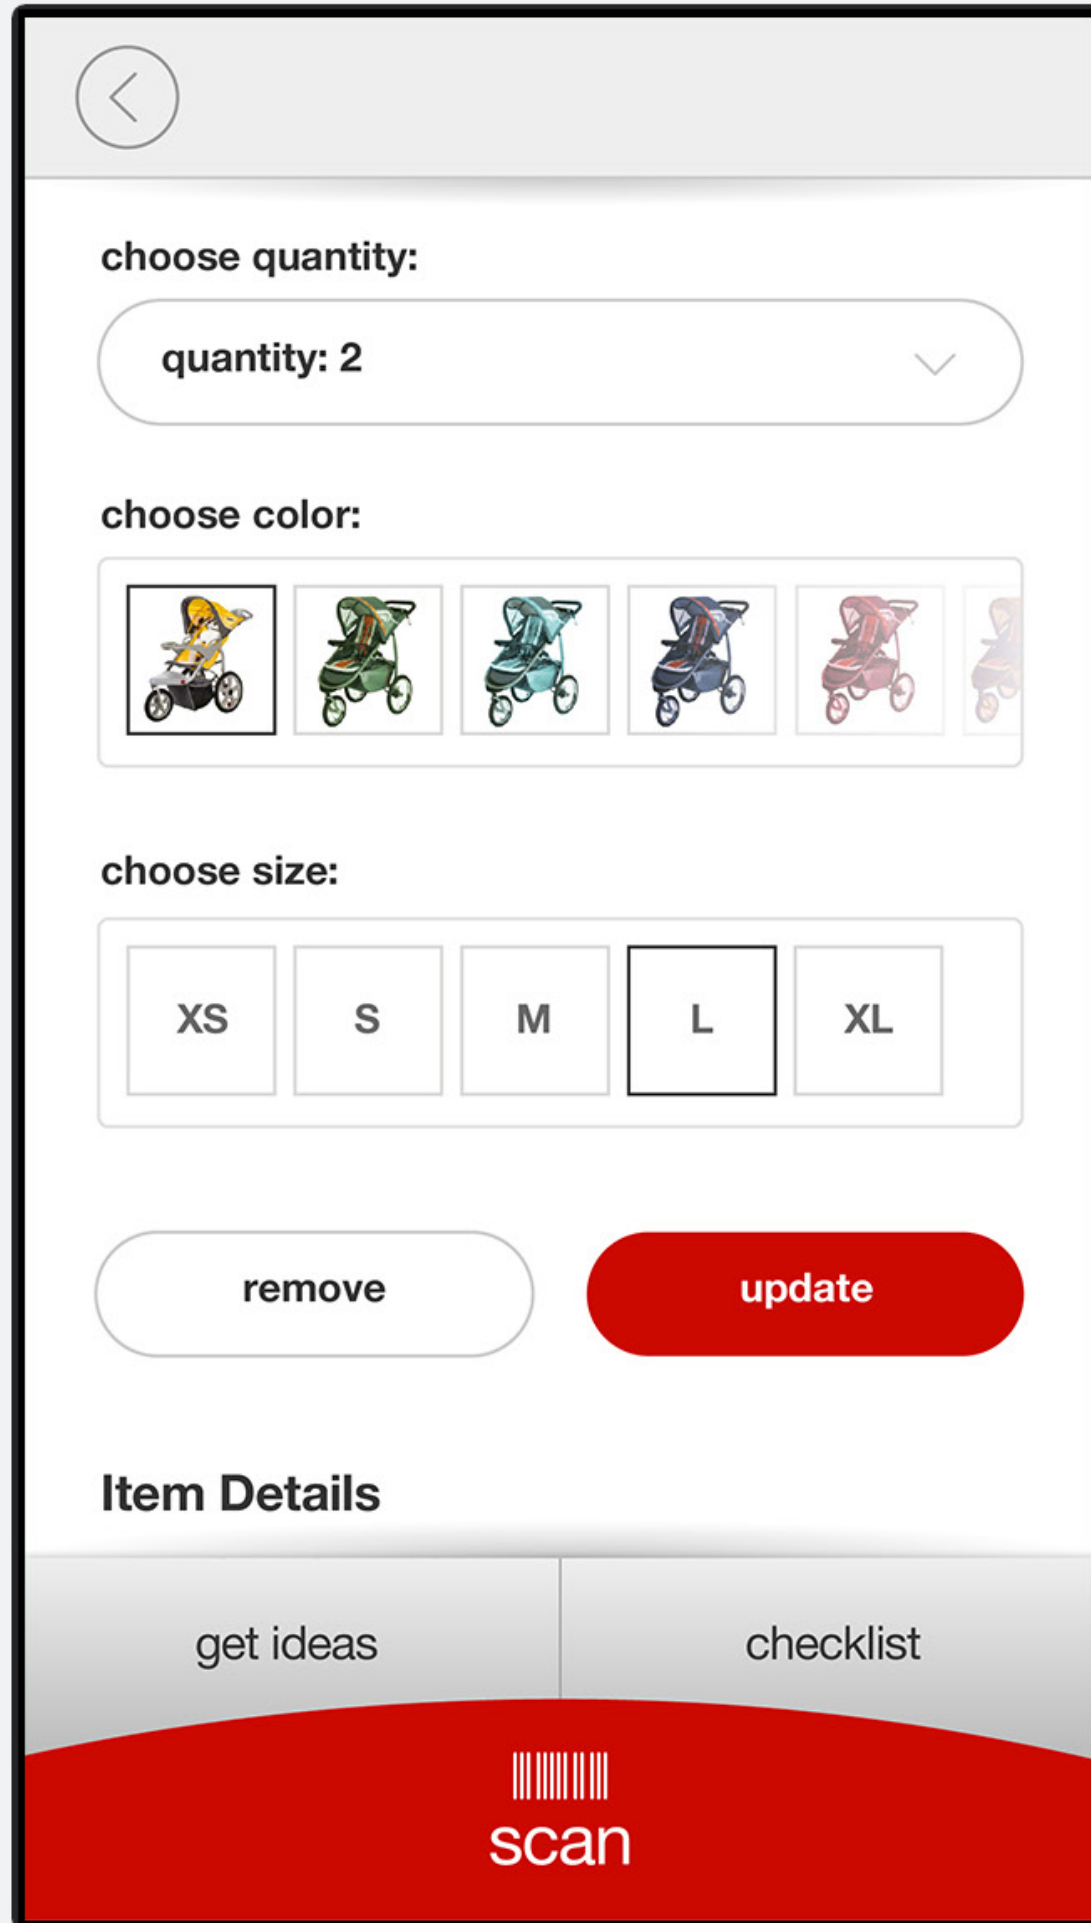 choose quantity:
quantity: 2
choose color:
choose size:
XS S M L XL
remove update
Item Details
get ideas checklist
scan